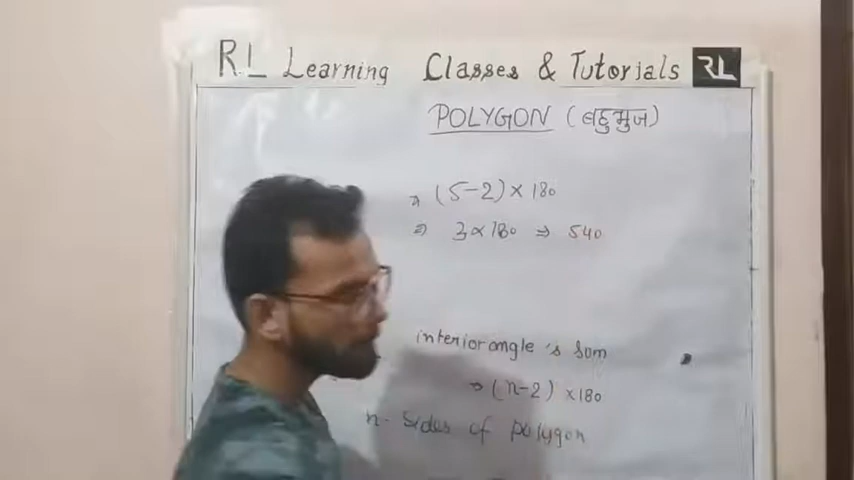 RL Learning Classes & Tutorials RL
POLYGON (बहुभुज)
⇒ (5-2) × 180
⇒ 3 × 180 ⇒ 540
interior angle's sum
⇒ (n-2) × 180
n - Sides of polygon